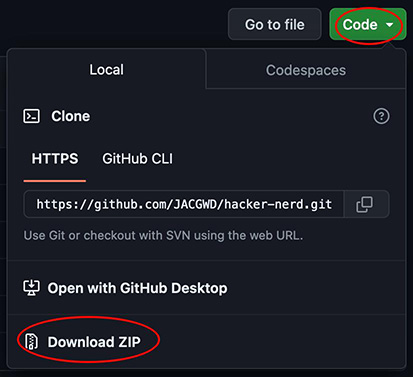 Go to file
Code
Local
Codespaces
Clone
HTTPS
GitHub CLI
https://github.com/JACGWD/hacker-nerd.git
Use Git or checkout with SVN using the web URL.
Open with GitHub Desktop
Download ZIP